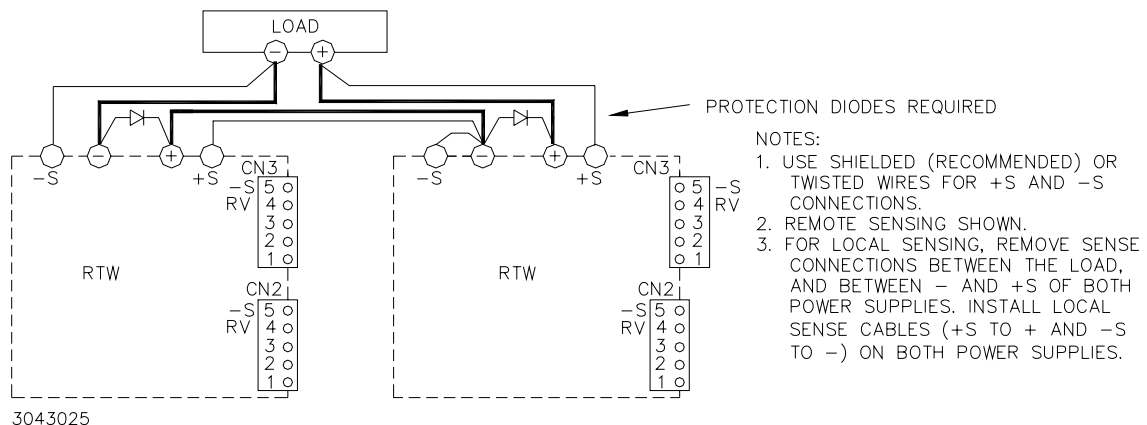 LOAD
− +
PROTECTION DIODES REQUIRED
− + − +
−S +S −S +S
NOTES:
1. USE SHIELDED (RECOMMENDED) OR
TWISTED WIRES FOR +S AND −S
CONNECTIONS.
2. REMOTE SENSING SHOWN.
3. FOR LOCAL SENSING, REMOVE SENSE
CONNECTIONS BETWEEN THE LOAD,
AND BETWEEN − AND +S OF BOTH
POWER SUPPLIES. INSTALL LOCAL
SENSE CABLES (+S TO + AND −S
TO −) ON BOTH POWER SUPPLIES.
CN3
−S 5
RV 4
3
2
1
RTW
CN2
−S 5
RV 4
3
2
1
CN3
5 −S
4 RV
3
2
1
RTW
CN2
−S 5
RV 4
3
2
1
3043025